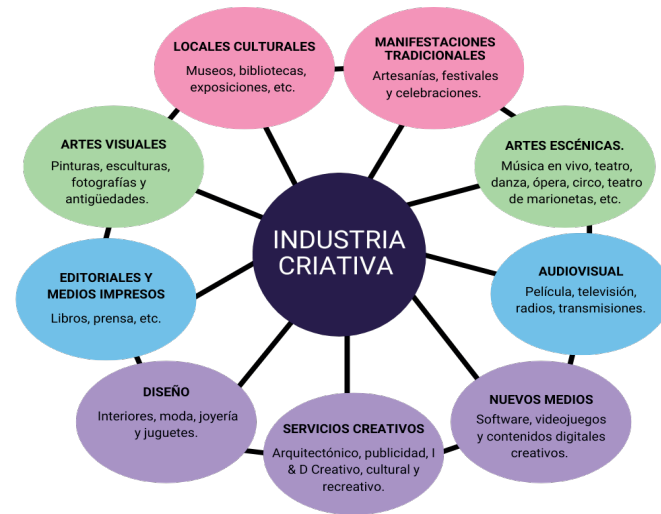 LOCALES CULTURALES
Museos, bibliotecas,
exposiciones, etc.
MANIFESTACIONES
TRADICIONALES
Artesanías, festivales
y celebraciones.
ARTES VISUALES
Pinturas, esculturas,
fotografías y
antigüedades.
ARTES ESCÉNICAS.
Música en vivo, teatro,
danza, ópera, circo, teatro
de marionetas, etc.
INDUSTRIA
CRIATIVA
EDITORIALES Y
MEDIOS IMPRESOS
Libros, prensa, etc.
AUDIOVISUAL
Película, televisión,
radios, transmisiones.
DISEÑO
Interiores, moda, joyería
y juguetes.
SERVICIOS CREATIVOS
Arquitectónico, publicidad, I
& D Creativo, cultural y
recreativo.
NUEVOS MEDIOS
Software, videojuegos
y contenidos digitales
creativos.